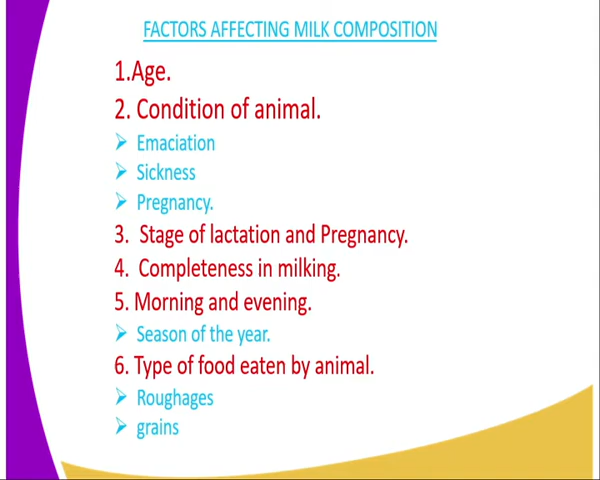 FACTORS AFFECTING MILK COMPOSITION
1.Age.
2. Condition of animal.
➢ Emaciation
➢ Sickness
➢ Pregnancy.
3. Stage of lactation and Pregnancy.
4. Completeness in milking.
5. Morning and evening.
➢ Season of the year.
6. Type of food eaten by animal.
➢ Roughages
➢ grains